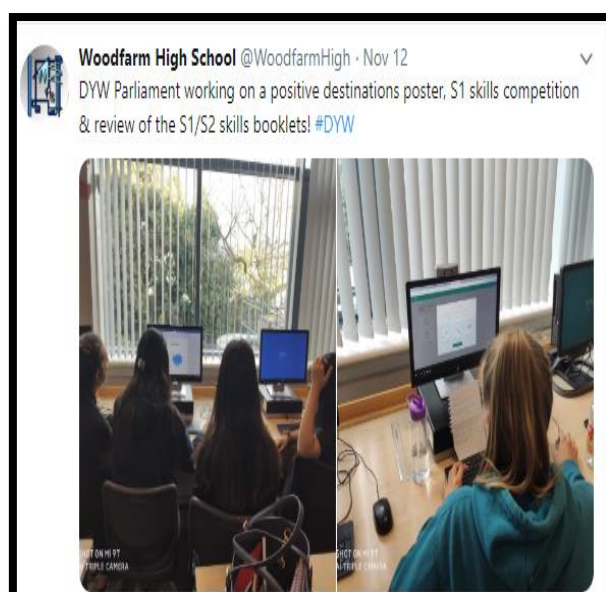 Woodfarm High School @WoodfarmHigh · Nov 12
DYW Parliament working on a positive destinations poster, S1 skills competition
& review of the S1/S2 skills booklets! #DYW
SHOT ON MI 9T
AI TRIPLE CAMERA
SHOT ON MI 9T
AI TRIPLE CAMERA